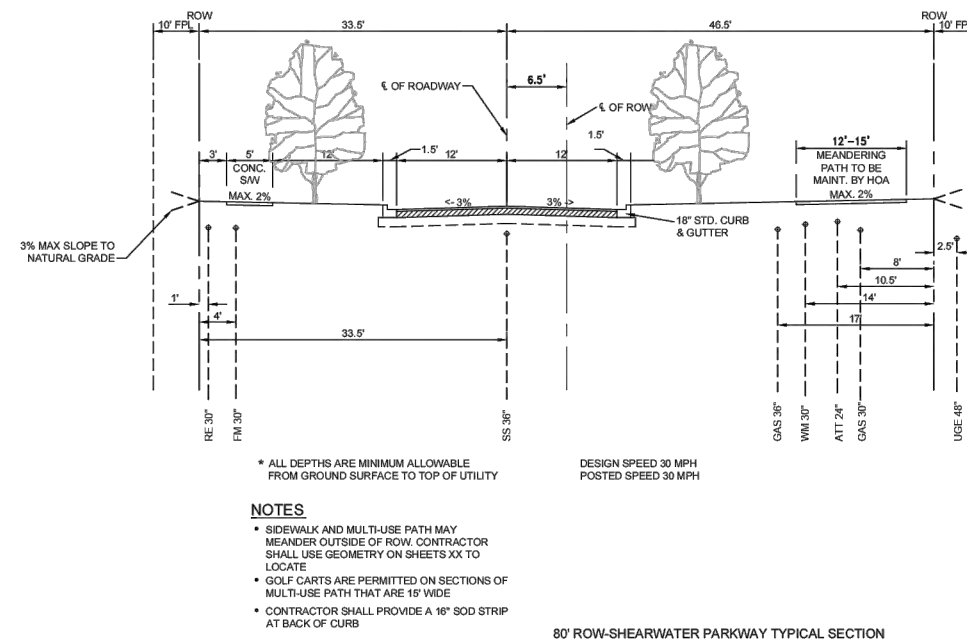 ROW
ROW
10' FPL
33.5'
46.5'
10' FP
6.5'
℄ OF ROADWAY
℄ OF ROW
1.5'
1.5'
3'
5'
12'
12'
12'
12'-15'
CONC.
S/W
MAX. 2%
MEANDERING
PATH TO BE
MAINT. BY HOA
MAX. 2%
<- 3%
3% ->
18" STD. CURB
& GUTTER
3% MAX SLOPE TO
NATURAL GRADE
2.5'
8'
10.5'
14'
17'
1'
4'
33.5'
RE 30"
FM 30"
SS 36"
GAS 36"
WM 30"
ATT 24"
GAS 30"
UGE 48"
* ALL DEPTHS ARE MINIMUM ALLOWABLE
FROM GROUND SURFACE TO TOP OF UTILITY
DESIGN SPEED 30 MPH
POSTED SPEED 30 MPH
NOTES
• SIDEWALK AND MULTI-USE PATH MAY
MEANDER OUTSIDE OF ROW. CONTRACTOR
SHALL USE GEOMETRY ON SHEETS XX TO
LOCATE
• GOLF CARTS ARE PERMITTED ON SECTIONS OF
MULTI-USE PATH THAT ARE 15' WIDE
• CONTRACTOR SHALL PROVIDE A 16" SOD STRIP
AT BACK OF CURB
80' ROW-SHEARWATER PARKWAY TYPICAL SECTION